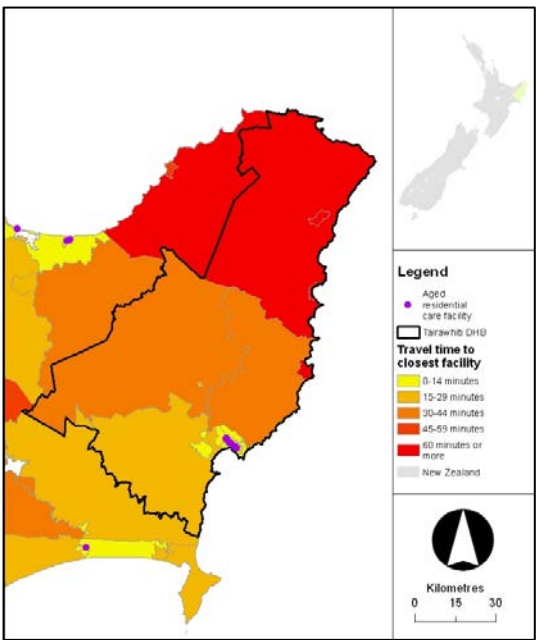 Legend
Aged
residential
care facility
Tairawhiti DHB
Travel time to
closest facility
0-14 minutes
15-29 minutes
30-44 minutes
45-59 minutes
60 minutes or
more
New Zealand
Kilometres
0 15 30